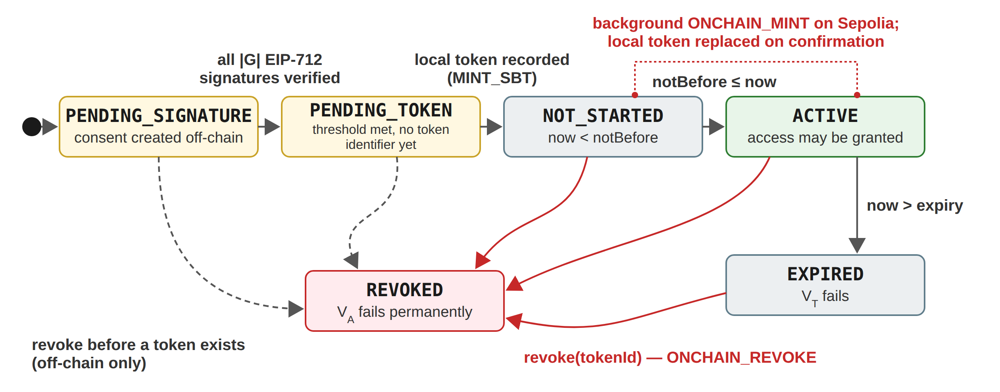 background ONCHAIN_MINT on Sepolia;
local token replaced on confirmation
all |G| EIP-712
signatures verified
local token recorded
(MINT_SBT)
notBefore ≤ now
PENDING_SIGNATURE
consent created off-chain
PENDING_TOKEN
threshold met, no token
identifier yet
NOT_STARTED
now < notBefore
ACTIVE
access may be granted
now > expiry
REVOKED
V_A fails permanently
EXPIRED
V_T fails
revoke before a token exists
(off-chain only)
revoke(tokenId) — ONCHAIN_REVOKE